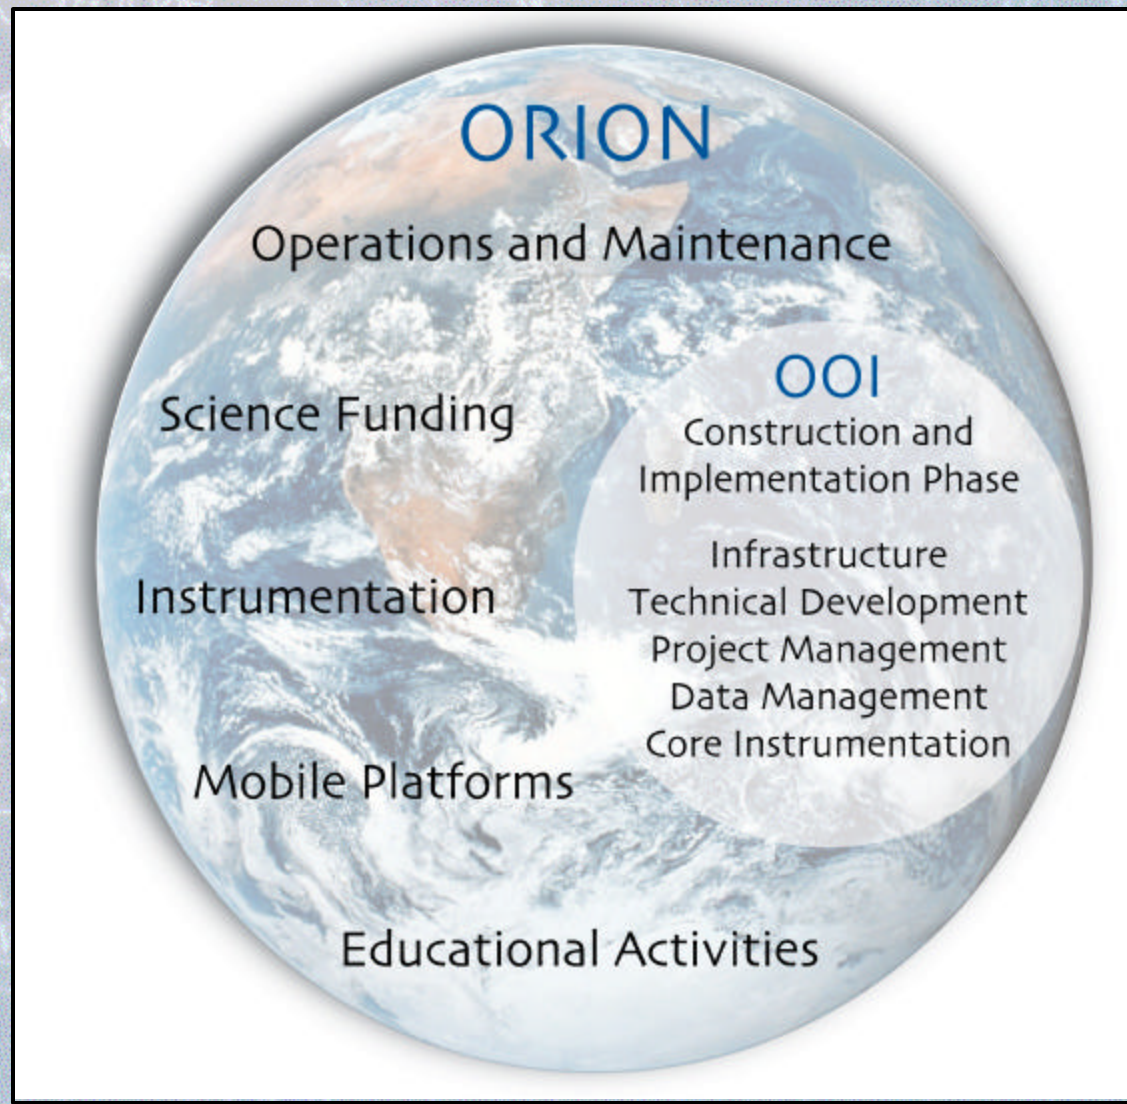 ORION
Operations and Maintenance
Science Funding
Instrumentation
Mobile Platforms
Educational Activities
OOI
Construction and
Implementation Phase
Infrastructure
Technical Development
Project Management
Data Management
Core Instrumentation